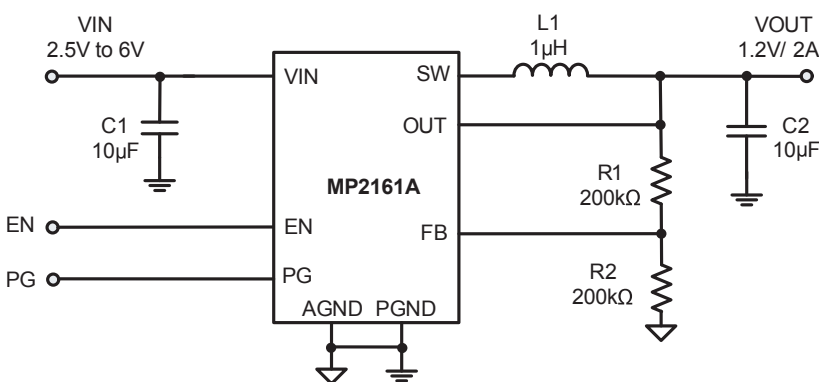 VIN
2.5V to 6V
L1
1µH
VOUT
1.2V/ 2A
VIN
SW
C1
10µF
OUT
C2
10µF
MP2161A
R1
200kΩ
EN
EN
FB
PG
PG
R2
200kΩ
AGND PGND